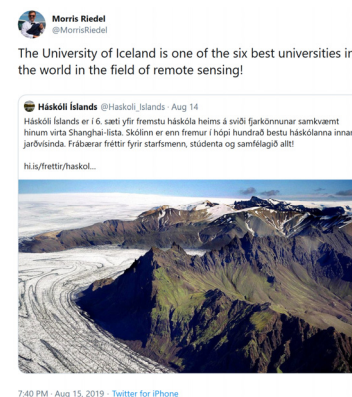 Morris Riedel
@MorrisRiedel
The University of Iceland is one of the six best universities in
the world in the field of remote sensing!
Háskóli Íslands @Haskoli_Islands · Aug 14
Háskóli Íslands er í 6. sæti yfir fremstu háskóla heims á sviði fjarkönnunar samkvæmt
hinum virta Shanghai-lista. Skólinn er enn fremur í hópi hundrað bestu háskólanna innan
jarðvísinda. Frábærar fréttir fyrir starfsmenn, stúdenta og samfélagið allt!
hi.is/frettir/haskol...
7:40 PM · Aug 15, 2019 · Twitter for iPhone